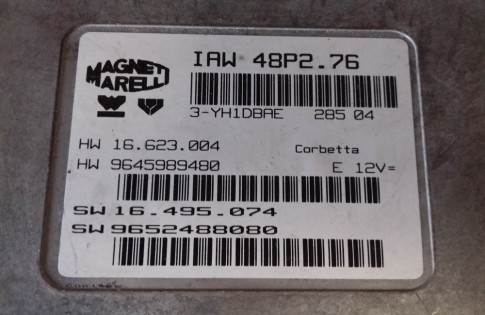 MAGNETI MARELLI
IAW 48P2.76
3-YH1DBAE 285 04
HW 16.623.004 Corbetta
HW 9645989480 E 12V=
SW 16.495.074
SW 9652488080